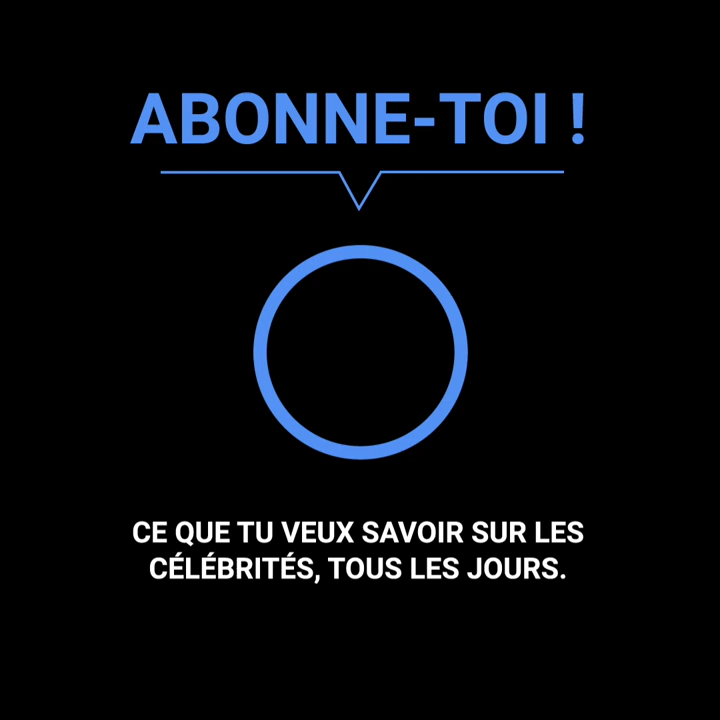 ABONNE-TOI !
CE QUE TU VEUX SAVOIR SUR LES
CÉLÉBRITÉS, TOUS LES JOURS.